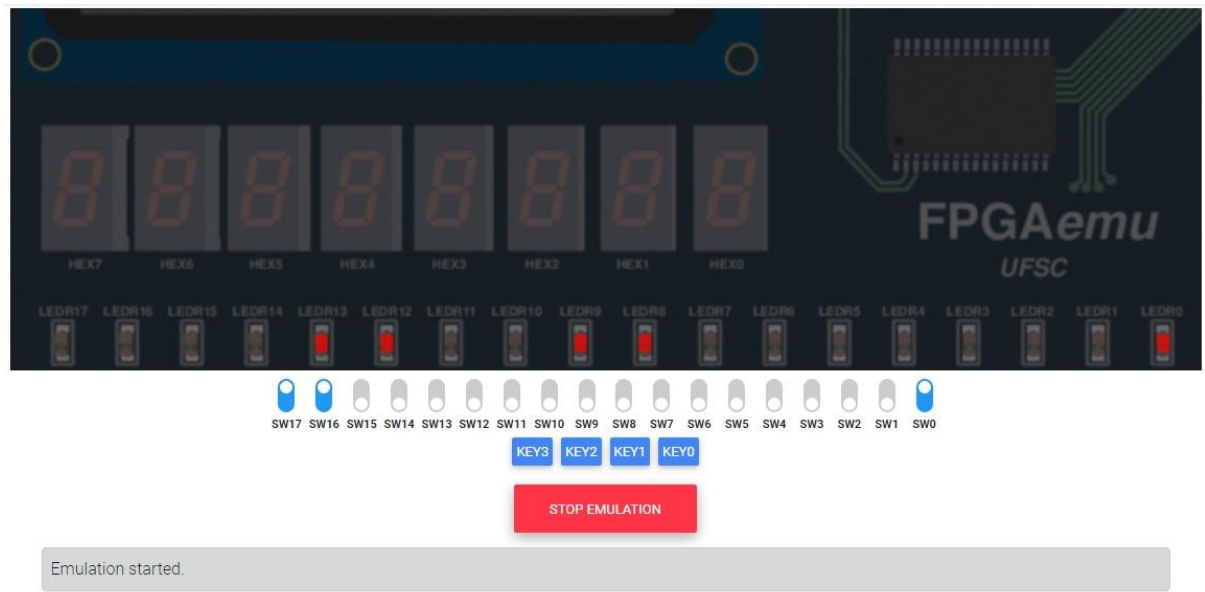 FPGAemu
UFSC
HEX7 HEX6 HEX5 HEX4 HEX3 HEX2 HEX1 HEX0
LEDR17 LEDR16 LEDR15 LEDR14 LEDR13 LEDR12 LEDR11 LEDR10 LEDR9 LEDR8 LEDR7 LEDR6 LEDR5 LEDR4 LEDR3 LEDR2 LEDR1 LEDR0
SW17 SW16 SW15 SW14 SW13 SW12 SW11 SW10 SW9 SW8 SW7 SW6 SW5 SW4 SW3 SW2 SW1 SW0
KEY3 KEY2 KEY1 KEY0
STOP EMULATION
Emulation started.